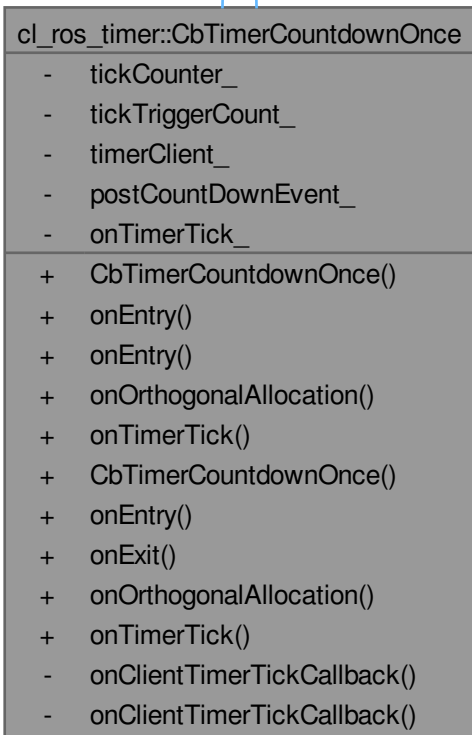 cl_ros_timer::CbTimerCountdownOnce
- tickCounter_
- tickTriggerCount_
- timerClient_
- postCountDownEvent_
- onTimerTick_
+ CbTimerCountdownOnce()
+ onEntry()
+ onEntry()
+ onOrthogonalAllocation()
+ onTimerTick()
+ CbTimerCountdownOnce()
+ onEntry()
+ onExit()
+ onOrthogonalAllocation()
+ onTimerTick()
- onClientTimerTickCallback()
- onClientTimerTickCallback()